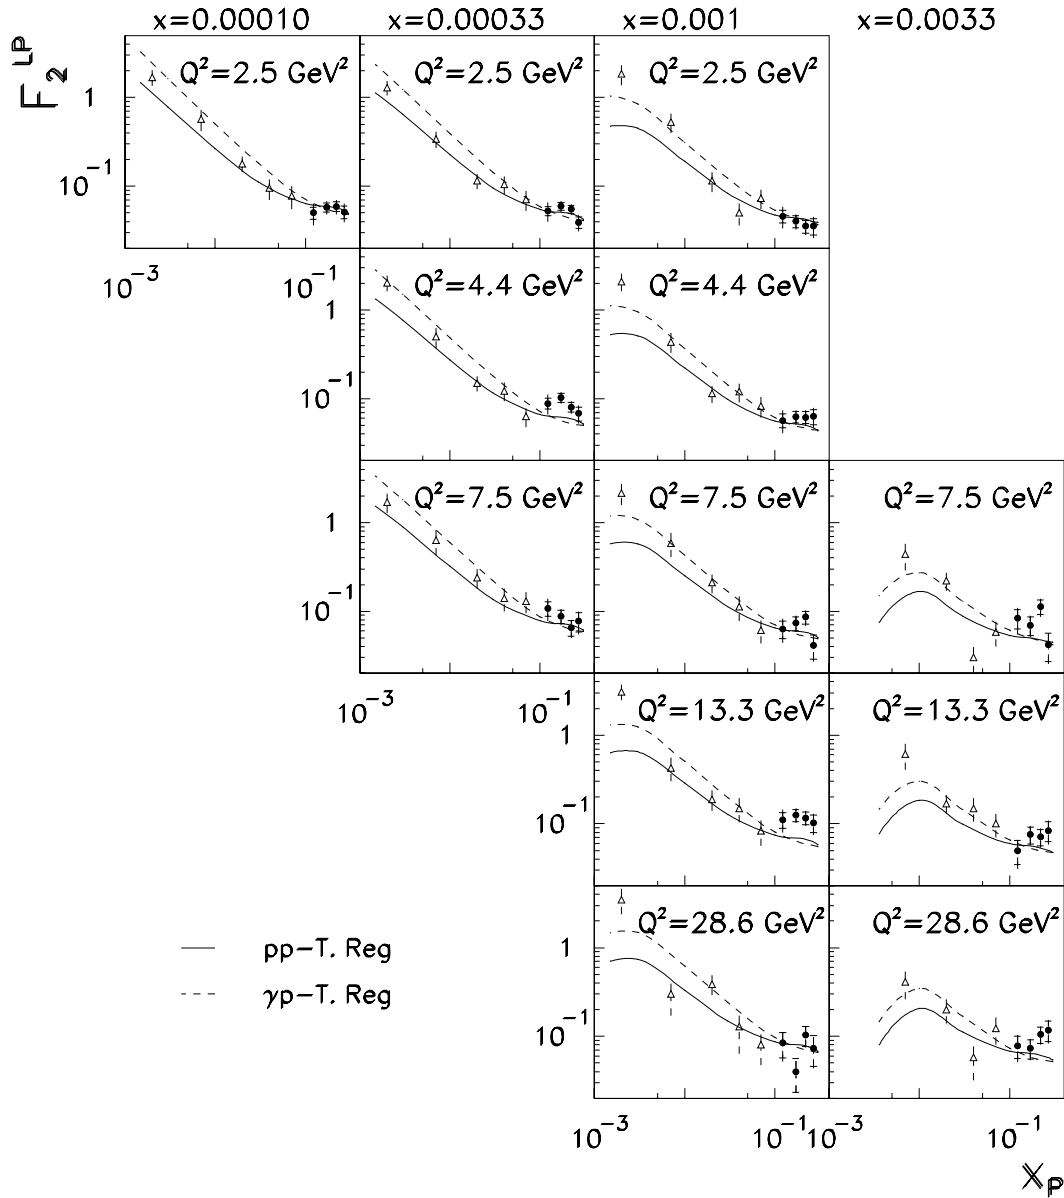 x=0.00010 x=0.00033 x=0.001 x=0.0033
F₂ᴸᴾ
Q²=2.5 GeV² Q²=2.5 GeV² Q²=2.5 GeV²
1
10⁻¹
10⁻³ 10⁻¹
Q²=4.4 GeV² Q²=4.4 GeV²
1
10⁻¹
Q²=7.5 GeV² Q²=7.5 GeV² Q²=7.5 GeV²
1
10⁻¹
10⁻³ 10⁻¹
Q²=13.3 GeV² Q²=13.3 GeV²
1
10⁻¹
Q²=28.6 GeV² Q²=28.6 GeV²
1
10⁻¹
pp-T. Reg
γp-T. Reg
10⁻³ 10⁻¹ 10⁻³ 10⁻¹
x_P